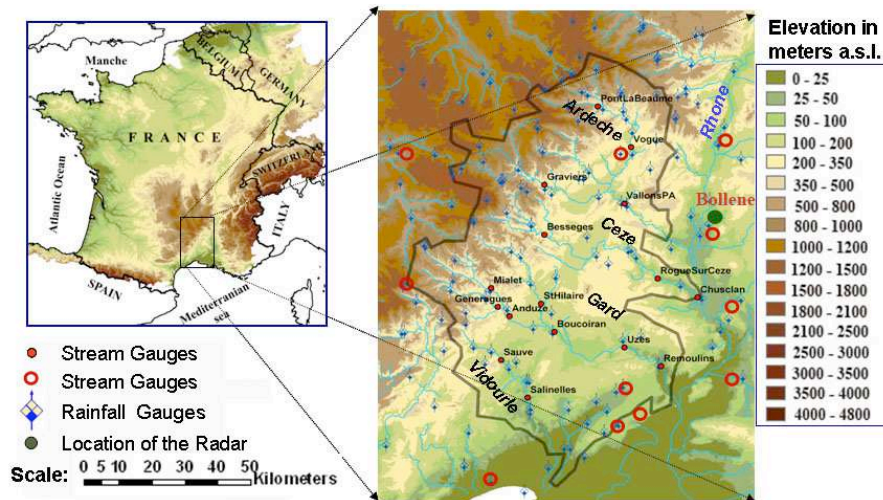 Manche
BELGIUM
GERMANY
FRANCE
SWITZERLAND
Atlantic Ocean
ITALY
SPAIN
Mediterranean
sea
Stream Gauges
Stream Gauges
Rainfall Gauges
Location of the Radar
Scale: 0 5 10 20 30 40 50 Kilometers
PontLaBeaume
Ardeche
Rhone
Vogue
Graviers
VallonsPA
Bollene
Besseges
Ceze
RogueSurCeze
Mialet
Chusclan
Generagues
StHilaire
Gard
Anduze
Boucoiran
Uzes
Sauve
Remoulins
Vidourle
Salinelles
Elevation in
meters a.s.l.
0 - 25
25 - 50
50 - 100
100 - 200
200 - 350
350 - 500
500 - 800
800 - 1000
1000 - 1200
1200 - 1500
1500 - 1800
1800 - 2100
2100 - 2500
2500 - 3000
3000 - 3500
3500 - 4000
4000 - 4800